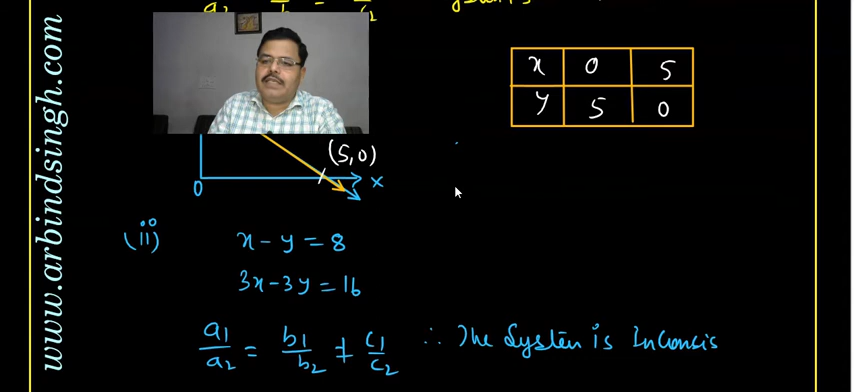 www.arbindsingh.com
x 0 5
y 5 0
(5,0)
0 x
(ii) x - y = 8
3x - 3y = 16
a1/a2 = b1/b2 ≠ c1/c2 ∴ The System is Inconsis